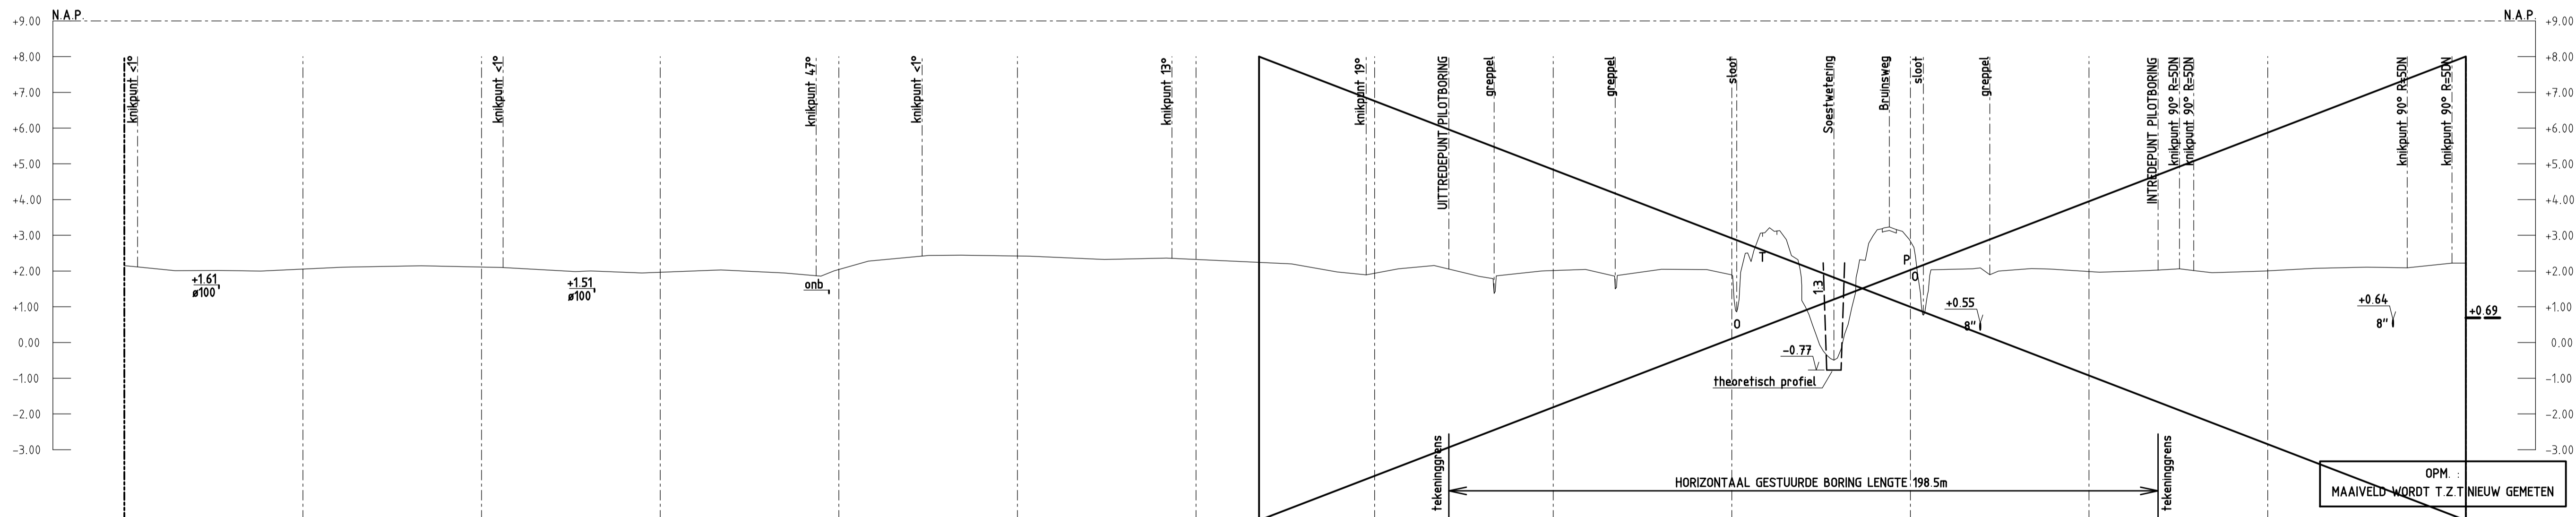 N.A.P.
N.A.P.
+9.00
+8.00
+7.00
+6.00
+5.00
+4.00
+3.00
+2.00
+1.00
0.00
-1.00
-2.00
-3.00
knikpunt <1°
knikpunt <1°
knikpunt 47°
knikpunt <1°
knikpunt 13°
knikpunt 19°
UITTREDEPUNT PILOTBORING
greppel
greppel
sloot
Soestwetering
Bruinsweg
sloot
greppel
INTREDEPUNT PILOTBORING
knikpunt 90° R=5DN
knikpunt 90° R=5DN
knikpunt 90° R=5DN
knikpunt 90° R=5DN
+9.00
+8.00
+7.00
+6.00
+5.00
+4.00
+3.00
+2.00
+1.00
0.00
-1.00
-2.00
-3.00
+1.61
ø100
+1.51
ø100
onb
T
P
O
O
1:3
+0.55
8"
+0.64
8"
+0.69
-0.77
theoretisch profiel
tekeninggrens
HORIZONTAAL GESTUURDE BORING LENGTE 198.5m
tekeninggrens
OPM. :
MAAIVELD WORDT T.Z.T NIEUW GEMETEN